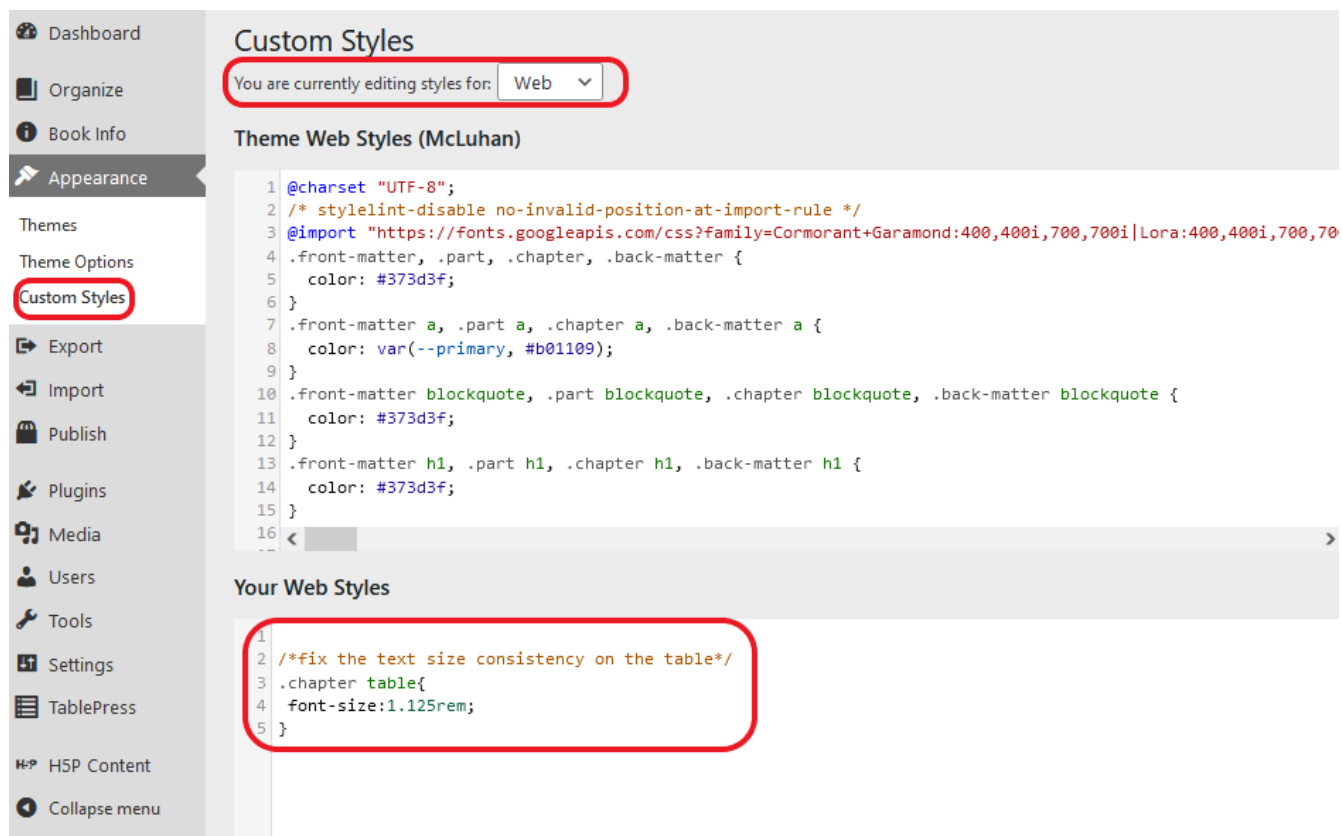 Dashboard
Organize
Book Info
Appearance
Themes
Theme Options
Custom Styles
Export
Import
Publish
Plugins
Media
Users
Tools
Settings
TablePress
H5P H5P Content
Collapse menu
Custom Styles
You are currently editing styles for: Web
Theme Web Styles (McLuhan)
1 @charset "UTF-8";
2 /* stylelint-disable no-invalid-position-at-import-rule */
3 @import "https://fonts.googleapis.com/css?family=Cormorant+Garamond:400,400i,700,700i|Lora:400,400i,700,70
4 .front-matter, .part, .chapter, .back-matter {
5 color: #373d3f;
6 }
7 .front-matter a, .part a, .chapter a, .back-matter a {
8 color: var(--primary, #b01109);
9 }
10 .front-matter blockquote, .part blockquote, .chapter blockquote, .back-matter blockquote {
11 color: #373d3f;
12 }
13 .front-matter h1, .part h1, .chapter h1, .back-matter h1 {
14 color: #373d3f;
15 }
16
Your Web Styles
1
2 /*fix the text size consistency on the table*/
3 .chapter table{
4 font-size:1.125rem;
5 }